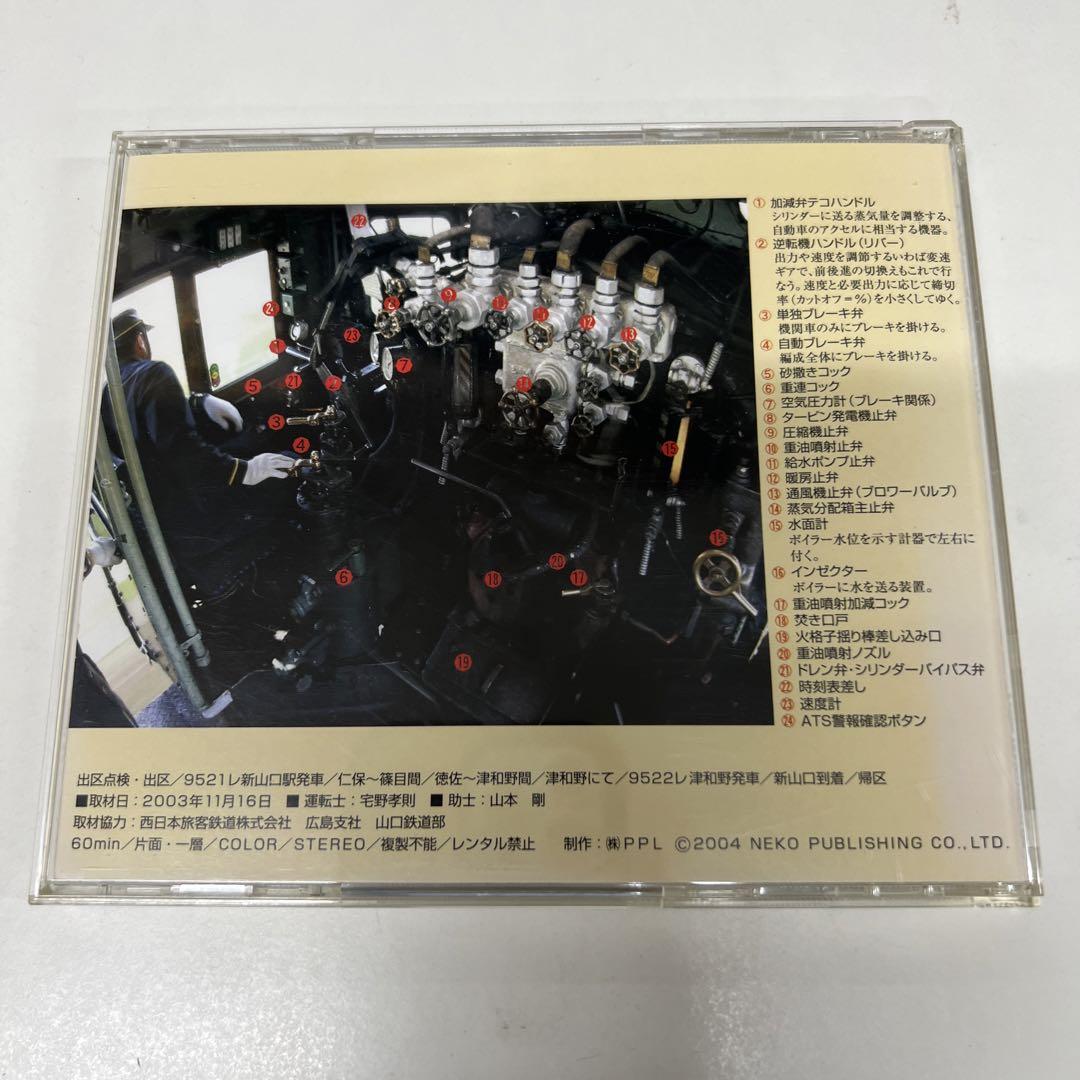 ① 加減弁テコハンドル
シリンダーに送る蒸気量を調整する、
自動車のアクセルに相当する機器。
② 逆転機ハンドル(リバー)
出力や速度を調節するいわば変速
ギアで、前後進の切換えもこれで行
なう。速度と必要出力に応じて締切
率(カットオフ=%)を小さくしてゆく。
③ 単独ブレーキ弁
機関車のみにブレーキを掛ける。
④ 自動ブレーキ弁
編成全体にブレーキを掛ける。
⑤ 砂撒きコック
⑥ 重連コック
⑦ 空気圧力計(ブレーキ関係)
⑧ タービン発電機止弁
⑨ 圧縮機止弁
⑩ 重油噴射止弁
⑪ 給水ポンプ止弁
⑫ 暖房止弁
⑬ 通風機止弁(ブロワーバルブ)
⑭ 蒸気分配箱主止弁
⑮ 水面計
ボイラー水位を示す計器で左右に
付く。
⑯ インゼクター
ボイラーに水を送る装置。
⑰ 重油噴射加減コック
⑱ 焚き口戸
⑲ 火格子揺り棒差し込み口
⑳ 重油噴射ノズル
㉑ ドレン弁・シリンダーバイパス弁
㉒ 時刻表差し
㉓ 速度計
㉔ ATS警報確認ボタン
㉒
⑧
⑨
⑩
⑪
⑫
⑬
㉔
㉓
①
⑦
⑤
㉑
②
③
④
⑭
⑮
⑮
⑥
⑱
⑳
⑰
⑲
出区点検・出区/9521レ新山口駅発車/仁保~篠目間/徳佐~津和野間/津和野にて/9522レ津和野発車/新山口到着/帰区
■取材日:2003年11月16日 ■運転士:宅野孝則 ■助士:山本 剛
取材協力:西日本旅客鉄道株式会社 広島支社 山口鉄道部
60min/片面・一層/COLOR/STEREO/複製不能/レンタル禁止 制作:㈱PPL ©2004 NEKO PUBLISHING CO.,LTD.